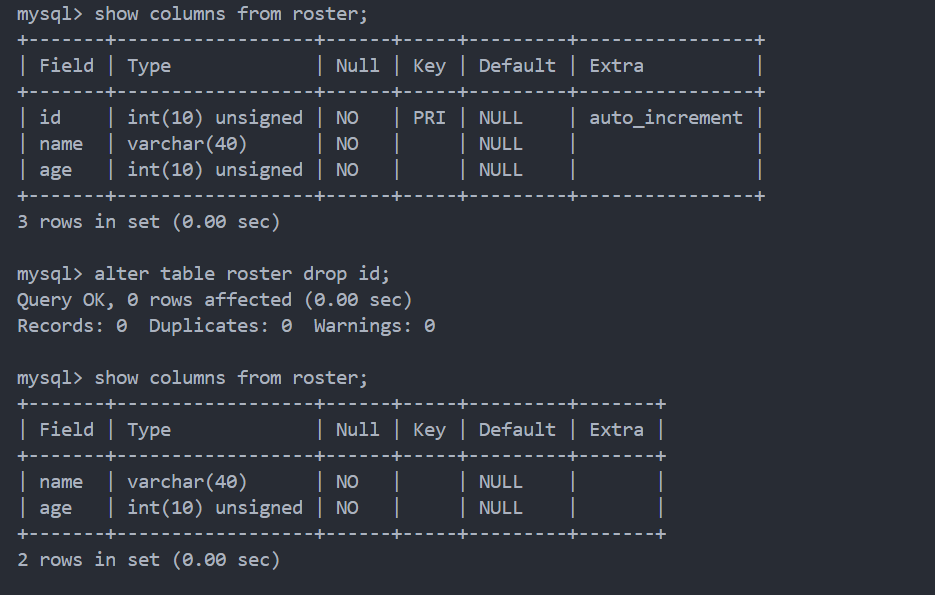 mysql> show columns from roster;
+-------+------------------+------+-----+---------+----------------+
| Field | Type             | Null | Key | Default | Extra          |
+-------+------------------+------+-----+---------+----------------+
| id    | int(10) unsigned | NO   | PRI | NULL    | auto_increment |
| name  | varchar(40)      | NO   |     | NULL    |                |
| age   | int(10) unsigned | NO   |     | NULL    |                |
+-------+------------------+------+-----+---------+----------------+
3 rows in set (0.00 sec)

mysql> alter table roster drop id;
Query OK, 0 rows affected (0.00 sec)
Records: 0  Duplicates: 0  Warnings: 0

mysql> show columns from roster;
+-------+------------------+------+-----+---------+-------+
| Field | Type             | Null | Key | Default | Extra |
+-------+------------------+------+-----+---------+-------+
| name  | varchar(40)      | NO   |     | NULL    |       |
| age   | int(10) unsigned | NO   |     | NULL    |       |
+-------+------------------+------+-----+---------+-------+
2 rows in set (0.00 sec)